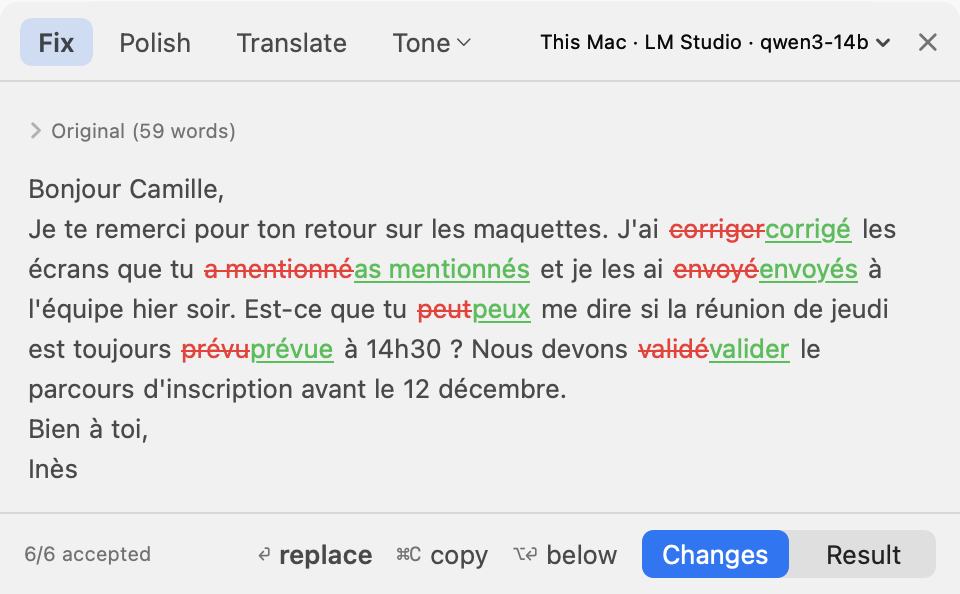 Fix Polish Translate Tone This Mac · LM Studio · qwen3-14b
Original (59 words)
Bonjour Camille,
Je te remerci pour ton retour sur les maquettes. J'ai corrigercorrigé les
écrans que tu a mentionnéas mentionnés et je les ai envoyéenvoyés à
l'équipe hier soir. Est-ce que tu peutpeux me dire si la réunion de jeudi
est toujours prévuprévue à 14h30 ? Nous devons validévalider le
parcours d'inscription avant le 12 décembre.
Bien à toi,
Inès
6/6 accepted ⏎ replace ⌘C copy ⌥⏎ below Changes Result